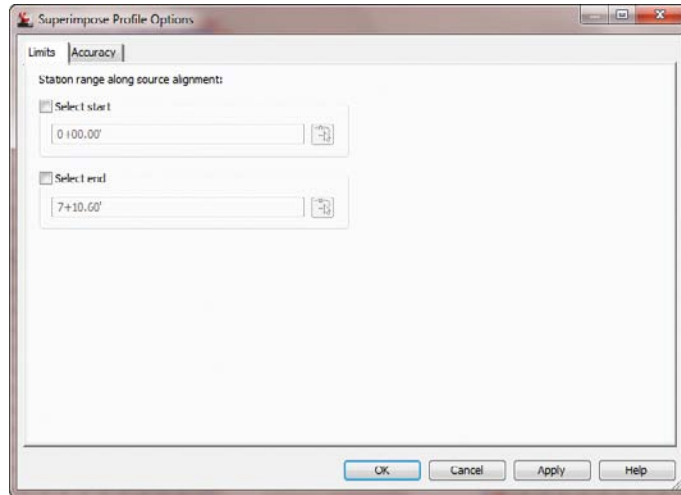 Superimpose Profile Options
Limits Accuracy
Station range along source alignment:
Select start
0+00.00'
Select end
7+10.60'
OK Cancel Apply Help